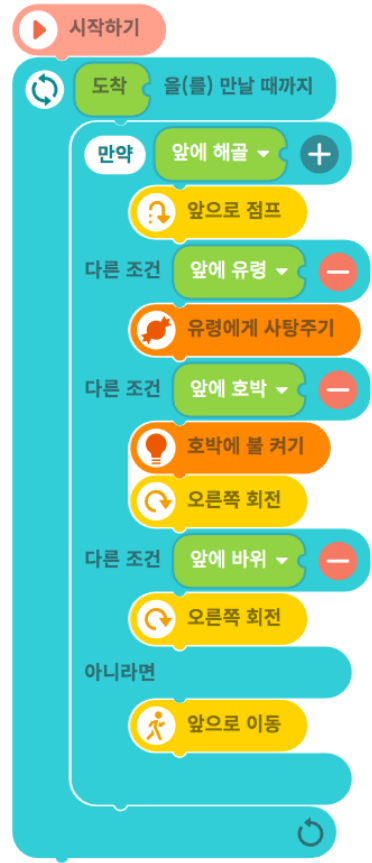 시작하기
도착 을(를) 만날 때까지
만약 앞에 해골
앞으로 점프
다른 조건 앞에 유령
유령에게 사탕주기
다른 조건 앞에 호박
호박에 불 켜기
오른쪽 회전
다른 조건 앞에 바위
오른쪽 회전
아니라면
앞으로 이동